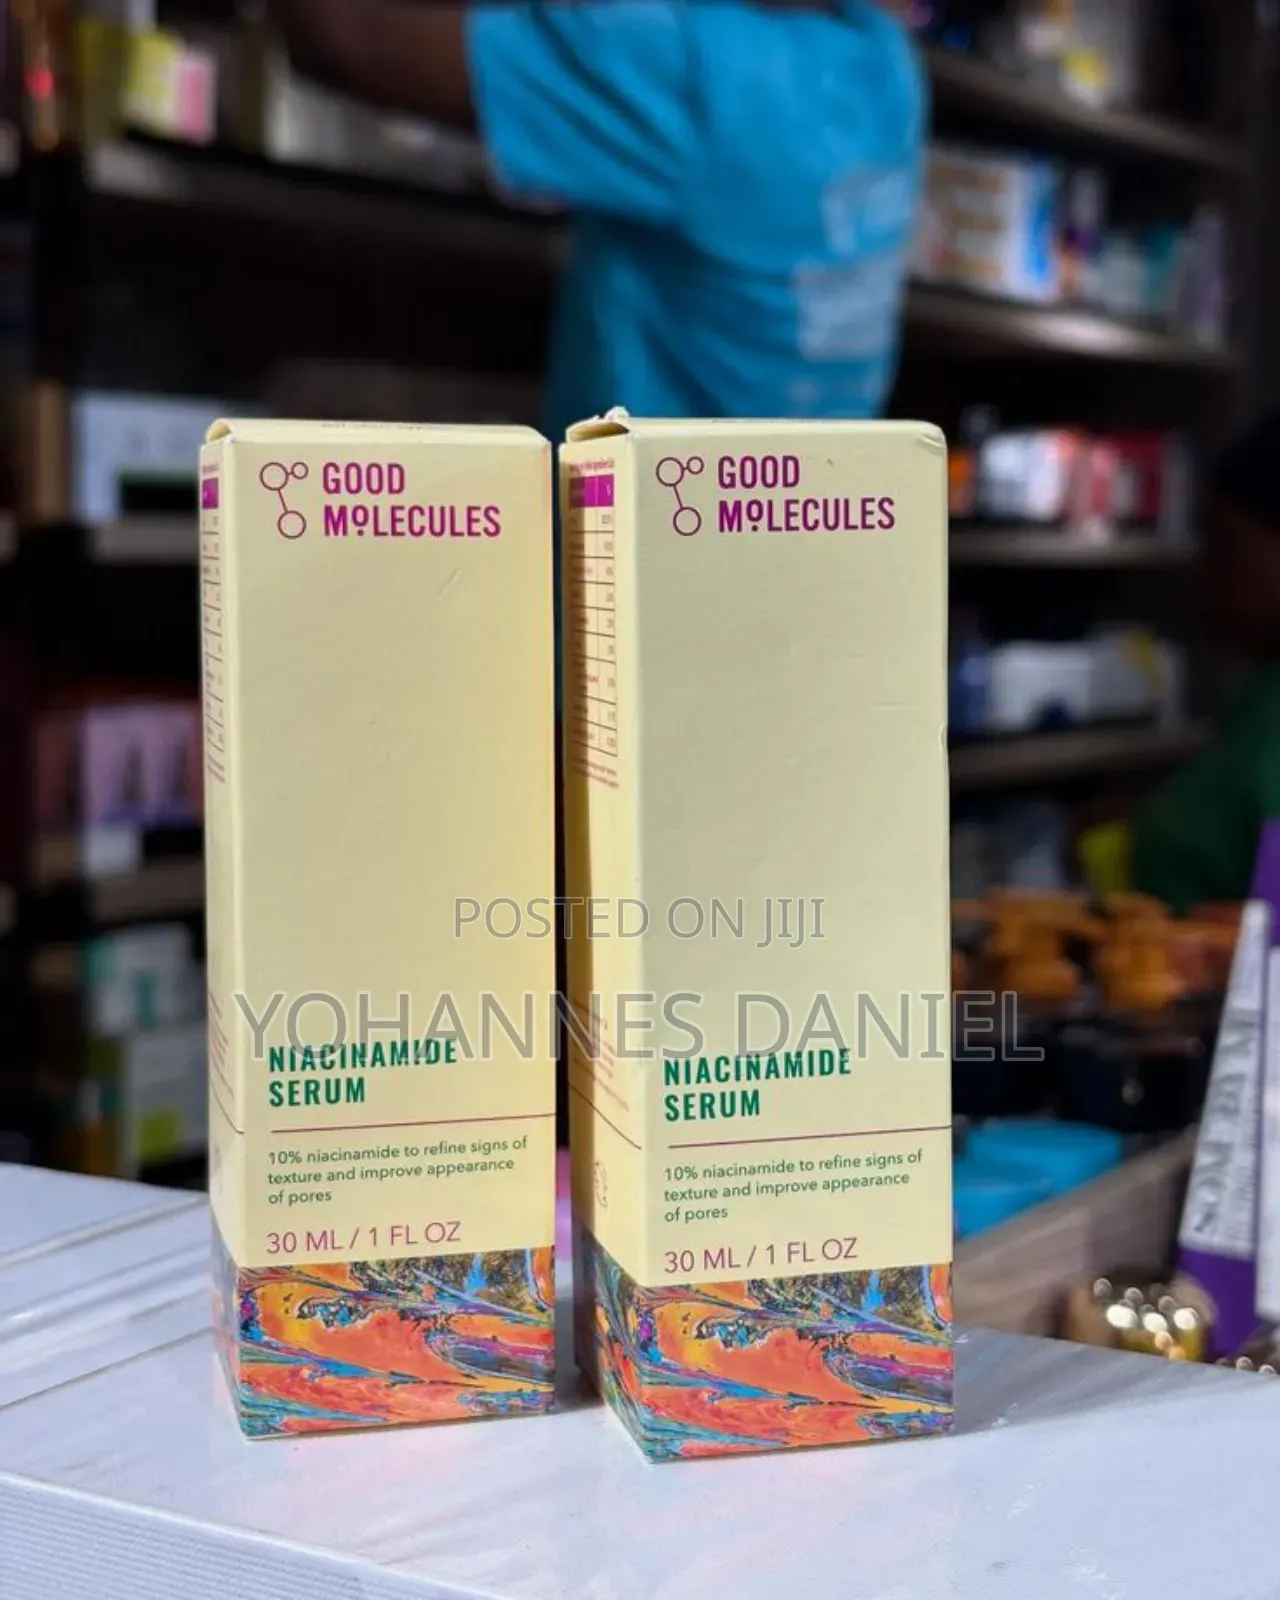 GOOD
MOLECULES
NIACINAMIDE
SERUM
10% niacinamide to refine signs of
texture and improve appearance
of pores
30 ML / 1 FL OZ
GOOD
MOLECULES
NIACINAMIDE
SERUM
10% niacinamide to refine signs of
texture and improve appearance
of pores
30 ML / 1 FL OZ
POSTED ON JIJI
YOHANNES DANIEL